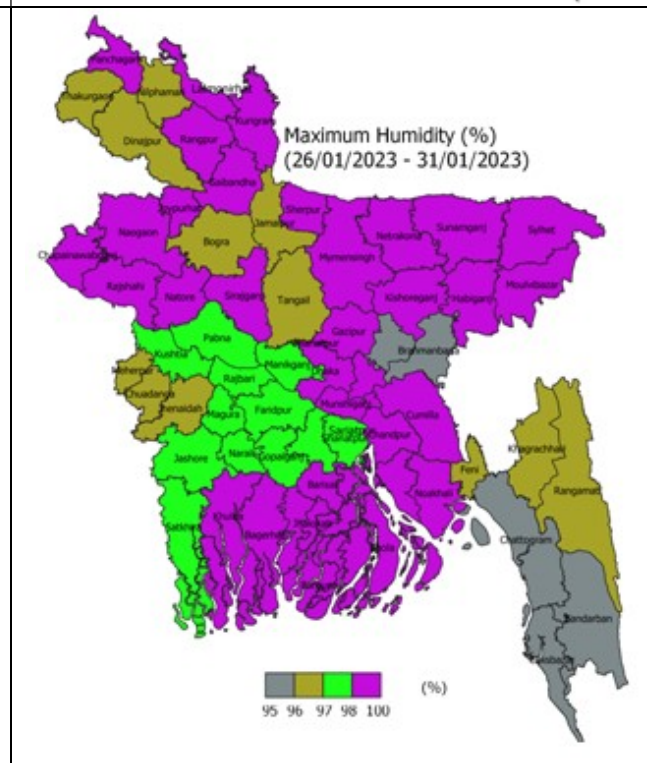 Panchagarh
Thakurgaon
Nilphamari
Lalmonirhat
Kurigram
Dinajpur
Rangpur
Maximum Humidity (%)
(26/01/2023 - 31/01/2023)
Gaibandha
Joypurhat
Naogaon
Bogra
Jamalpur
Sherpur
Mymensingh
Netrakona
Sunamganj
Sylhet
Chapainawabganj
Rajshahi
Natore
Sirajganj
Tangail
Kishoreganj
Habiganj
Moulvibazar
Gazipur
Brahmanbaria
Pabna
Kushtia
Manikganj
Dhaka
Meherpur
Chuadanga
Jhenaidah
Rajbari
Magura
Faridpur
Munshiganj
Cumilla
Shariatpur
Chandpur
Jashore
Narail
Gopalganj
Khagrachhari
Feni
Rangamati
Noakhali
Satkhira
Khulna
Bagerhat
Barisal
Bhola
Chattogram
Bandarban
(%)
95 96 97 98 100